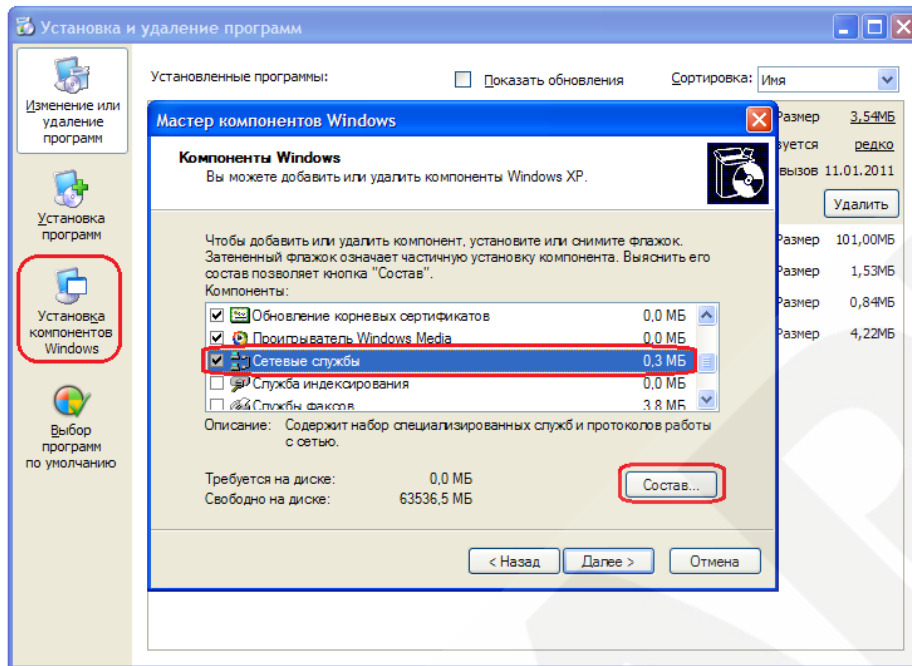 Установка и удаление программ
Изменение или
удаление
программ
Установка
программ
Установка
компонентов
Windows
Выбор
программ
по умолчанию
Установленные программы:
Показать обновления
Сортировка: Имя
Размер 3,54МБ
зуется редко
вызов 11.01.2011
Удалить
Размер 101,00МБ
Размер 1,53МБ
Размер 0,84МБ
Размер 4,22МБ
Мастер компонентов Windows
Компоненты Windows
Вы можете добавить или удалить компоненты Windows XP.
Чтобы добавить или удалить компонент, установите или снимите флажок.
Затененный флажок означает частичную установку компонента. Выяснить его
состав позволяет кнопка "Состав".
Компоненты:
Обновление корневых сертификатов 0,0 МБ
Проигрыватель Windows Media 0,0 МБ
Сетевые службы 0,3 МБ
Служба индексирования 0,0 МБ
Службы факсов 3,8 МБ
Описание: Содержит набор специализированных служб и протоколов работы
с сетью.
Требуется на диске: 0,0 МБ
Свободно на диске: 63536,5 МБ
Состав...
< Назад
Далее >
Отмена